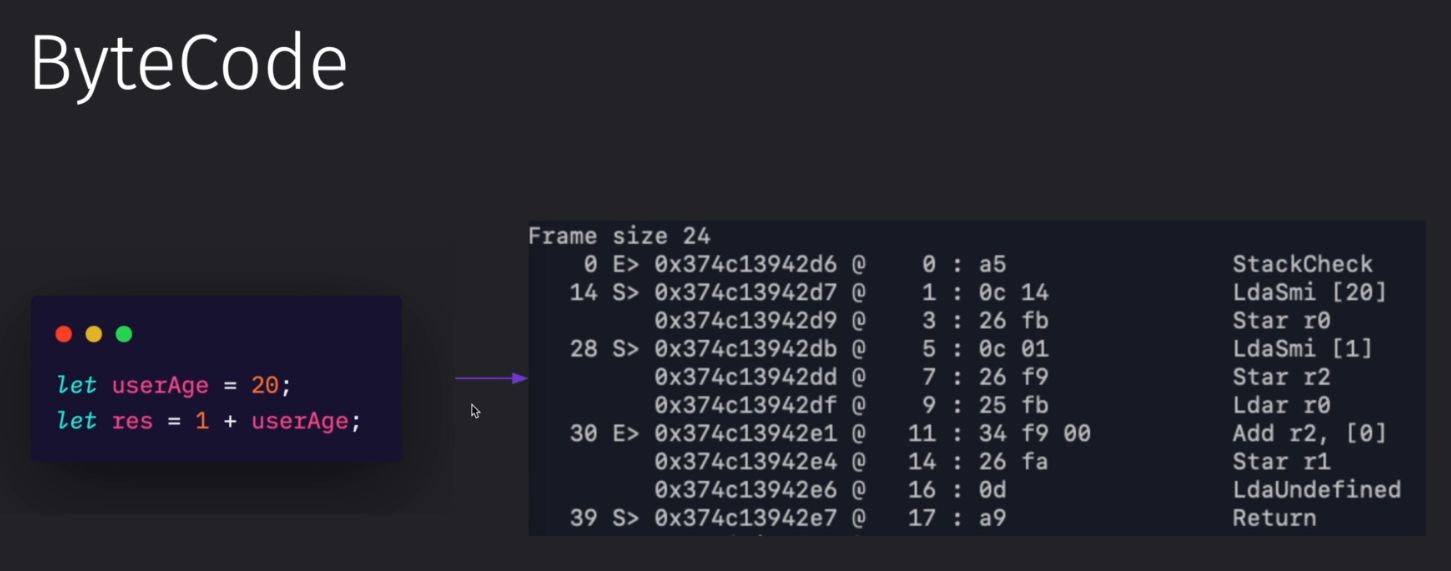 ByteCode
let userAge = 20;
let res = 1 + userAge;
Frame size 24
0 E> 0x374c13942d6 @ 0 : a5 StackCheck
14 S> 0x374c13942d7 @ 1 : 0c 14 LdaSmi [20]
0x374c13942d9 @ 3 : 26 fb Star r0
28 S> 0x374c13942db @ 5 : 0c 01 LdaSmi [1]
0x374c13942dd @ 7 : 26 f9 Star r2
0x374c13942df @ 9 : 25 fb Ldar r0
30 E> 0x374c13942e1 @ 11 : 34 f9 00 Add r2, [0]
0x374c13942e4 @ 14 : 26 fa Star r1
0x374c13942e6 @ 16 : 0d LdaUndefined
39 S> 0x374c13942e7 @ 17 : a9 Return